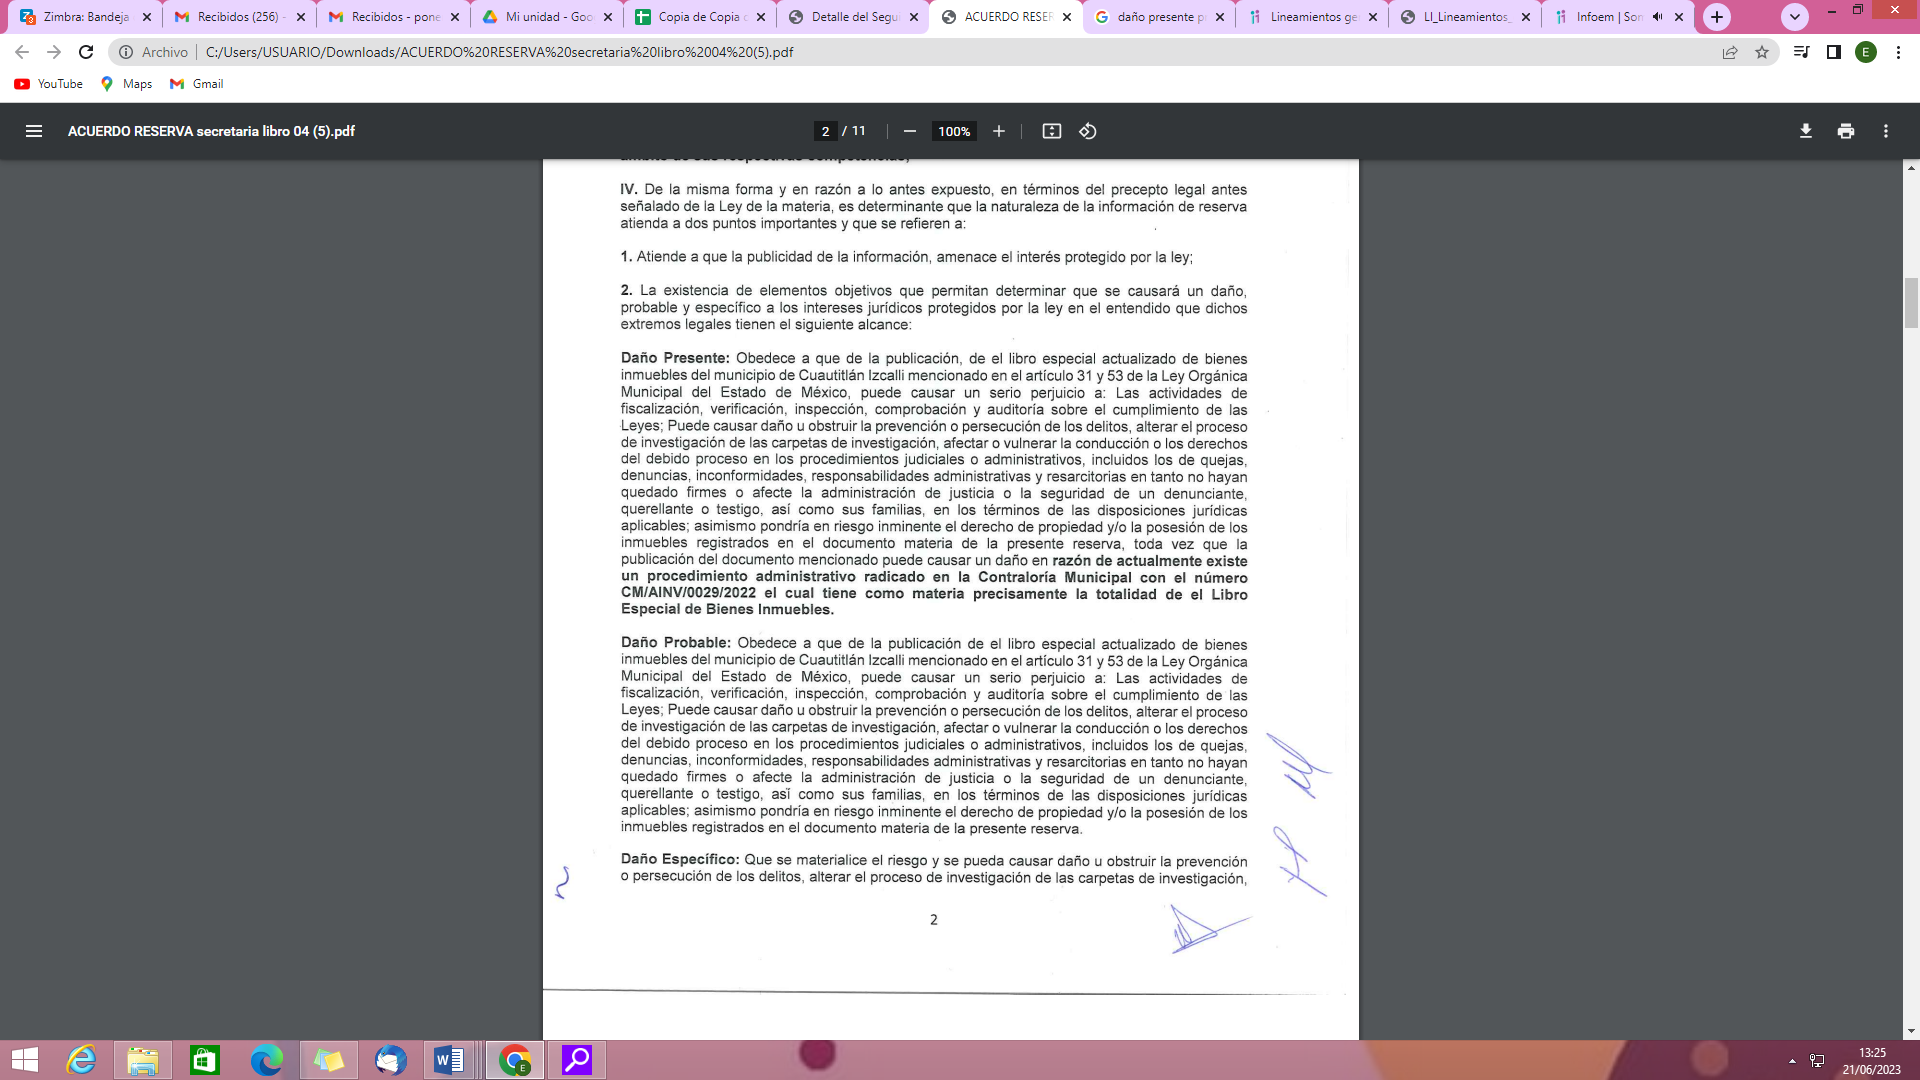 Zimbra: Bandeja
Recibidos (256) -
Recibidos - pone
Mi unidad - Goo
Copia de Copia d
Detalle del Segui
ACUERDO RESER
daño presente p
Lineamientos ge
LI_Lineamientos_
Infoem | Son
Archivo C:/Users/USUARIO/Downloads/ACUERDO%20RESERVA%20secretaria%20libro%2004%20(5).pdf
E
YouTube Maps Gmail
ACUERDO RESERVA secretaria libro 04 (5).pdf 2 / 11 100%
ámbito de sus respectivas competencias;
IV. De la misma forma y en razón a lo antes expuesto, en términos del precepto legal antes
señalado de la Ley de la materia, es determinante que la naturaleza de la información de reserva
atienda a dos puntos importantes y que se refieren a:
1. Atiende a que la publicidad de la información, amenace el interés protegido por la ley;
2. La existencia de elementos objetivos que permitan determinar que se causará un daño,
probable y específico a los intereses jurídicos protegidos por la ley en el entendido que dichos
extremos legales tienen el siguiente alcance:
Daño Presente: Obedece a que de la publicación, de el libro especial actualizado de bienes
inmuebles del municipio de Cuautitlán Izcalli mencionado en el artículo 31 y 53 de la Ley Orgánica
Municipal del Estado de México, puede causar un serio perjuicio a: Las actividades de
fiscalización, verificación, inspección, comprobación y auditoría sobre el cumplimiento de las
Leyes; Puede causar daño u obstruir la prevención o persecución de los delitos, alterar el proceso
de investigación de las carpetas de investigación, afectar o vulnerar la conducción o los derechos
del debido proceso en los procedimientos judiciales o administrativos, incluidos los de quejas,
denuncias, inconformidades, responsabilidades administrativas y resarcitorias en tanto no hayan
quedado firmes o afecte la administración de justicia o la seguridad de un denunciante,
querellante o testigo, así como sus familias, en los términos de las disposiciones jurídicas
aplicables; asimismo pondría en riesgo inminente el derecho de propiedad y/o la posesión de los
inmuebles registrados en el documento materia de la presente reserva, toda vez que la
publicación del documento mencionado puede causar un daño en razón de actualmente existe
un procedimiento administrativo radicado en la Contraloría Municipal con el número
CM/AINV/0029/2022 el cual tiene como materia precisamente la totalidad de el Libro
Especial de Bienes Inmuebles.
Daño Probable: Obedece a que de la publicación de el libro especial actualizado de bienes
inmuebles del municipio de Cuautitlán Izcalli mencionado en el artículo 31 y 53 de la Ley Orgánica
Municipal del Estado de México, puede causar un serio perjuicio a: Las actividades de
fiscalización, verificación, inspección, comprobación y auditoría sobre el cumplimiento de las
Leyes; Puede causar daño u obstruir la prevención o persecución de los delitos, alterar el proceso
de investigación de las carpetas de investigación, afectar o vulnerar la conducción o los derechos
del debido proceso en los procedimientos judiciales o administrativos, incluidos los de quejas,
denuncias, inconformidades, responsabilidades administrativas y resarcitorias en tanto no hayan
quedado firmes o afecte la administración de justicia o la seguridad de un denunciante,
querellante o testigo, así como sus familias, en los términos de las disposiciones jurídicas
aplicables; asimismo pondría en riesgo inminente el derecho de propiedad y/o la posesión de los
inmuebles registrados en el documento materia de la presente reserva.
Daño Específico: Que se materialice el riesgo y se pueda causar daño u obstruir la prevención
o persecución de los delitos, alterar el proceso de investigación de las carpetas de investigación,
2
13:25
21/06/2023